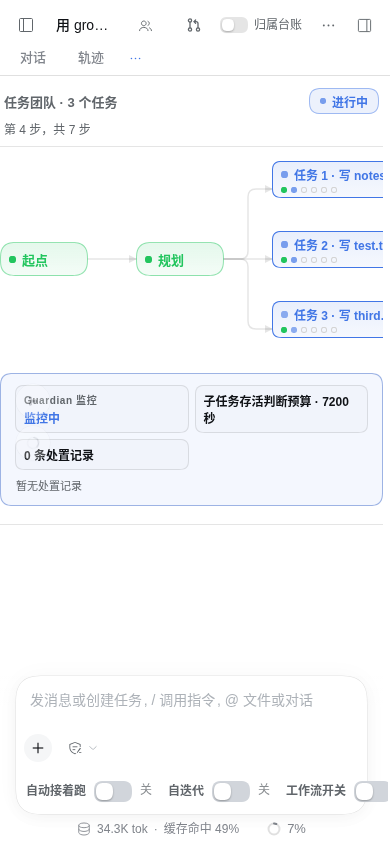 用 gro…
归属台账
对话 轨迹 …
任务团队 · 3 个任务
进行中
第 4 步，共 7 步
任务 1 · 写 notes
起点
规划
任务 2 · 写 test.t
任务 3 · 写 third.
Guardian 监控
监控中
子任务存活判断预算 · 7200
秒
0 条处置记录
暂无处置记录
发消息或创建任务, / 调用指令, @ 文件或对话
自动接着跑 关 自迭代 关 工作流开关
34.3K tok · 缓存命中 49% 7%